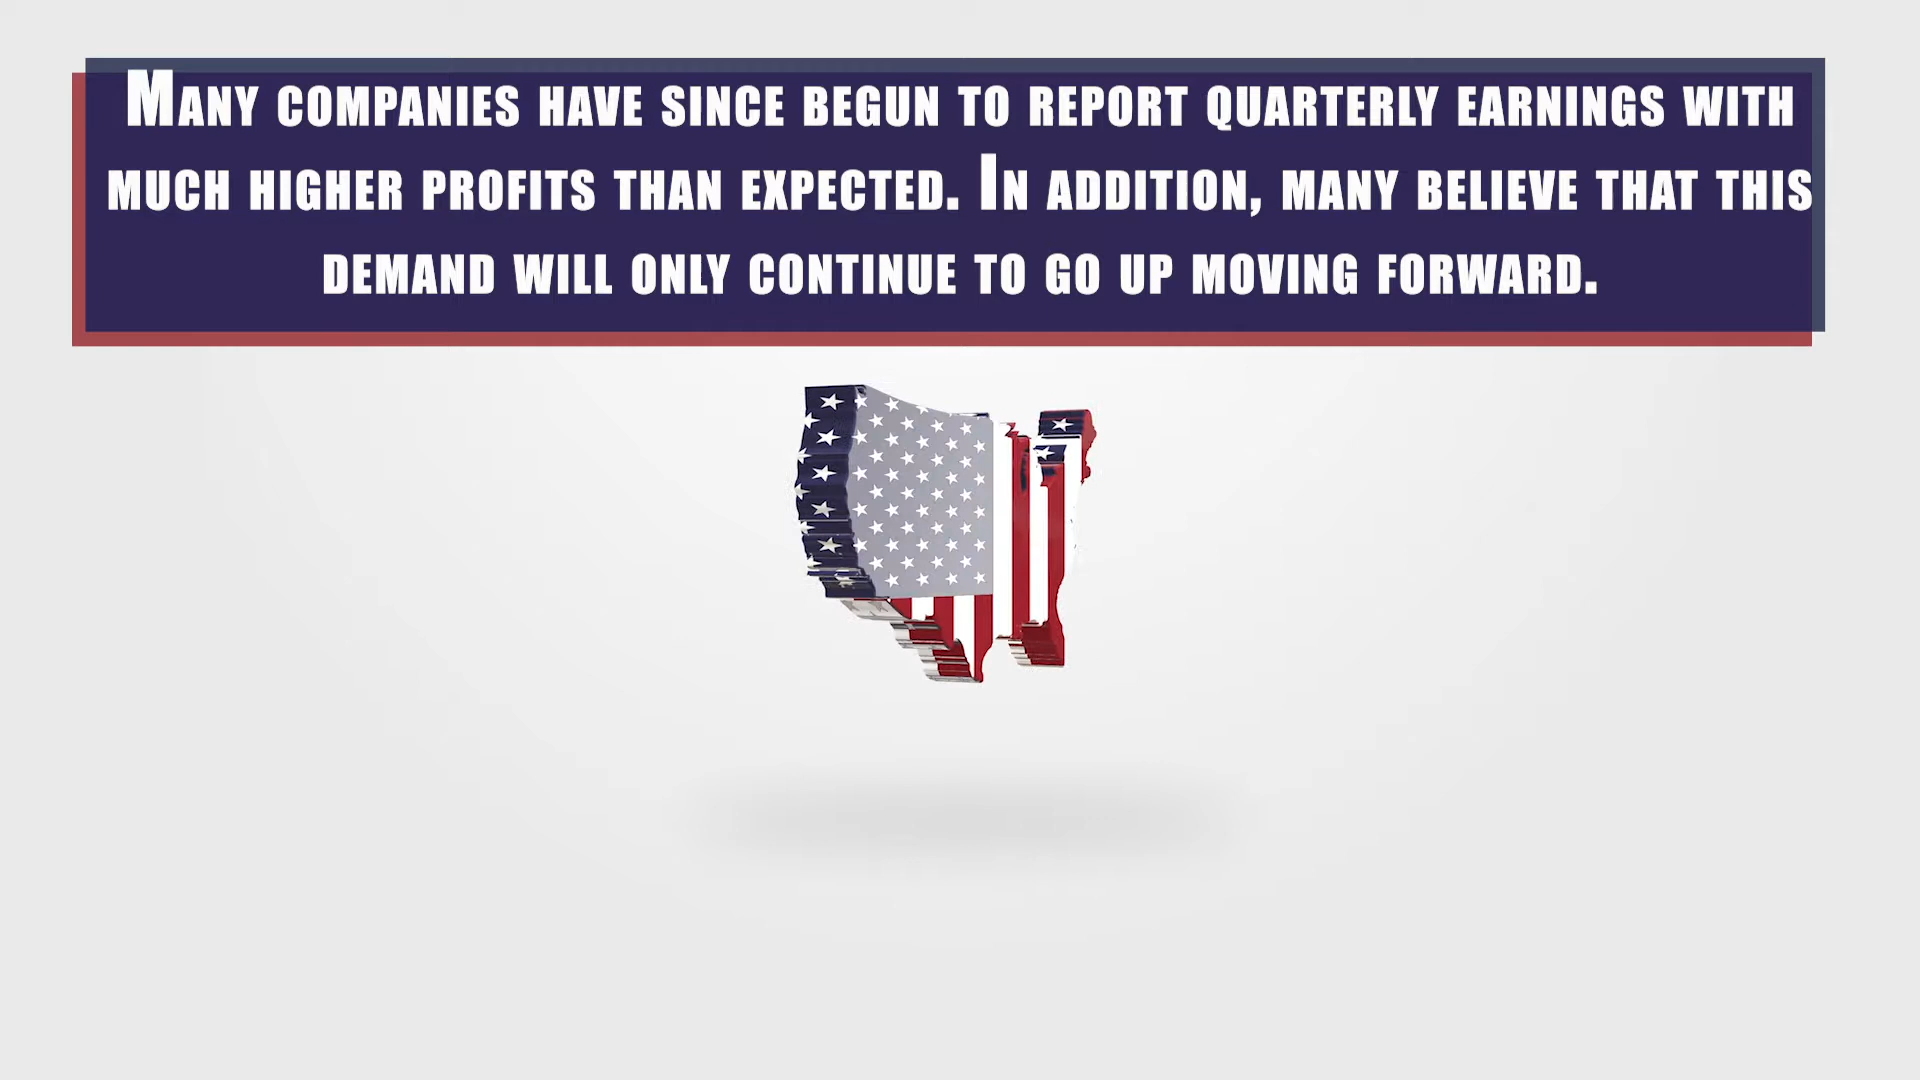 Many companies have since begun to report quarterly earnings with
much higher profits than expected. In addition, many believe that this
demand will only continue to go up moving forward.